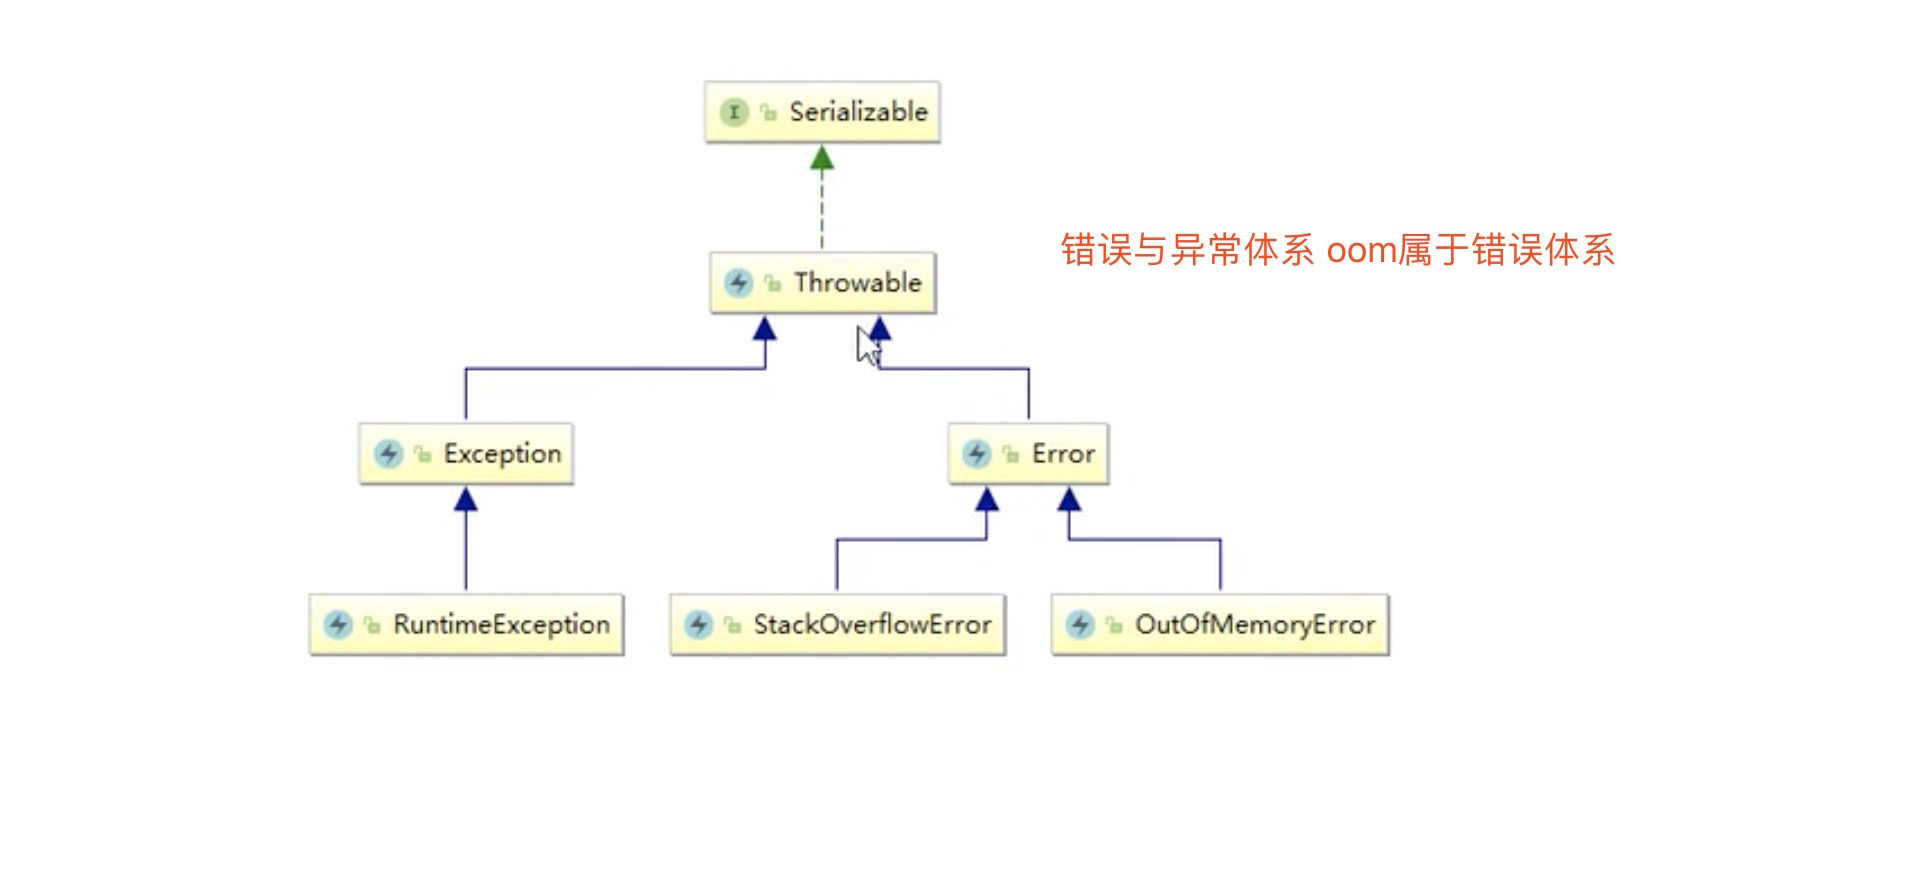 Serializable
错误与异常体系 oom属于错误体系
Throwable
Exception
Error
RuntimeException
StackOverflowError
OutOfMemoryError